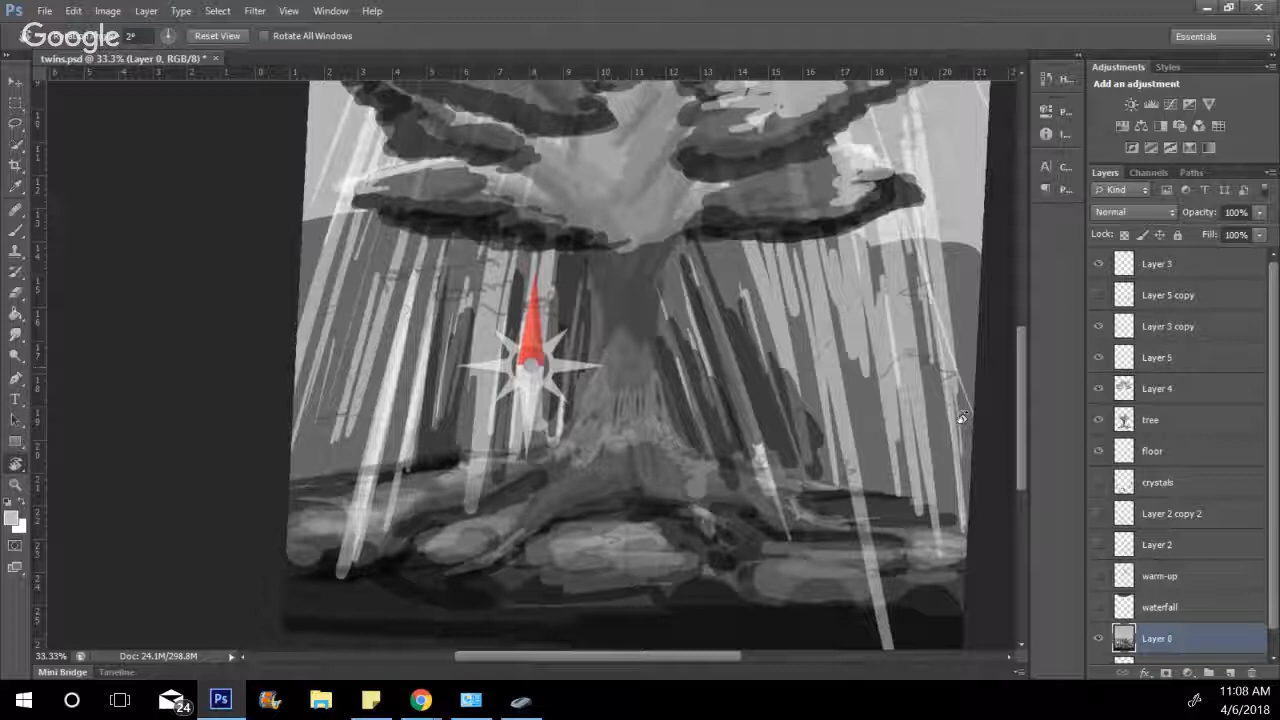 Ps File Edit Image Layer Type Select Filter View Window Help
Google
2° Reset View Rotate All Windows Essentials
twins.psd @ 33.3% (Layer 0, RGB/8) * ×
Adjustments Styles
Add an adjustment
H...
P...
I...
A| C...
P...
Layers Channels Paths
Kind
Normal Opacity: 100%
Lock: Fill: 100%
Layer 3
Layer 5 copy
Layer 3 copy
Layer 5
Layer 4
tree
floor
crystals
Layer 2 copy 2
Layer 2
warm-up
waterfall
Layer 0
33.33% Doc: 24.1M/298.8M
Mini Bridge Timeline
24
Ps
11:08 AM
4/6/2018